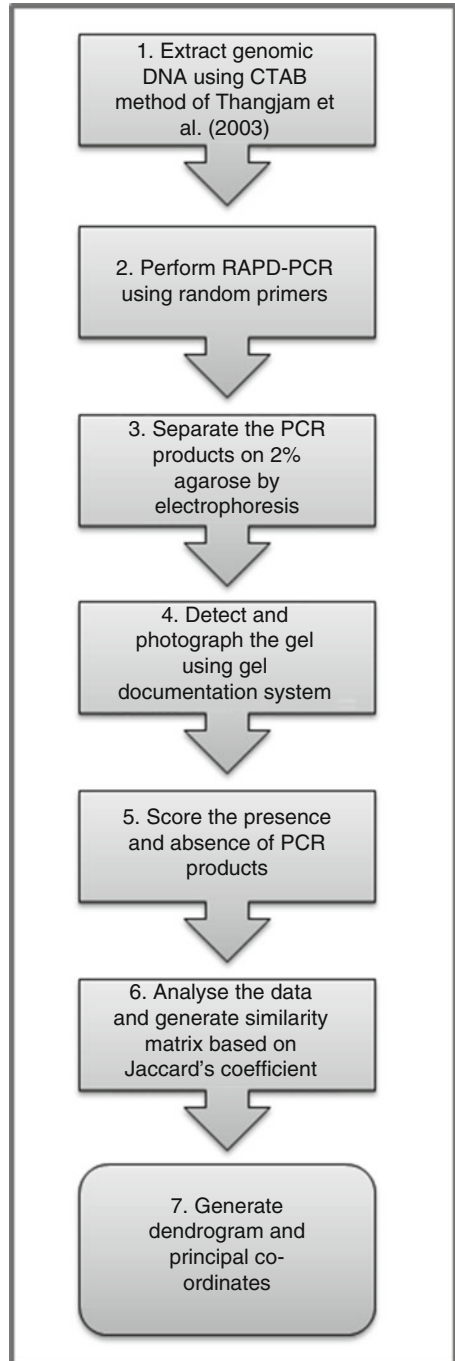 1. Extract genomic
DNA using CTAB
method of Thangjam et
al. (2003)
2. Perform RAPD-PCR
using random primers
3. Separate the PCR
products on 2%
agarose by
electrophoresis
4. Detect and
photograph the gel
using gel
documentation system
5. Score the presence
and absence of PCR
products
6. Analyse the data
and generate similarity
matrix based on
Jaccard’s coefficient
7. Generate
dendrogram and
principal co-
ordinates